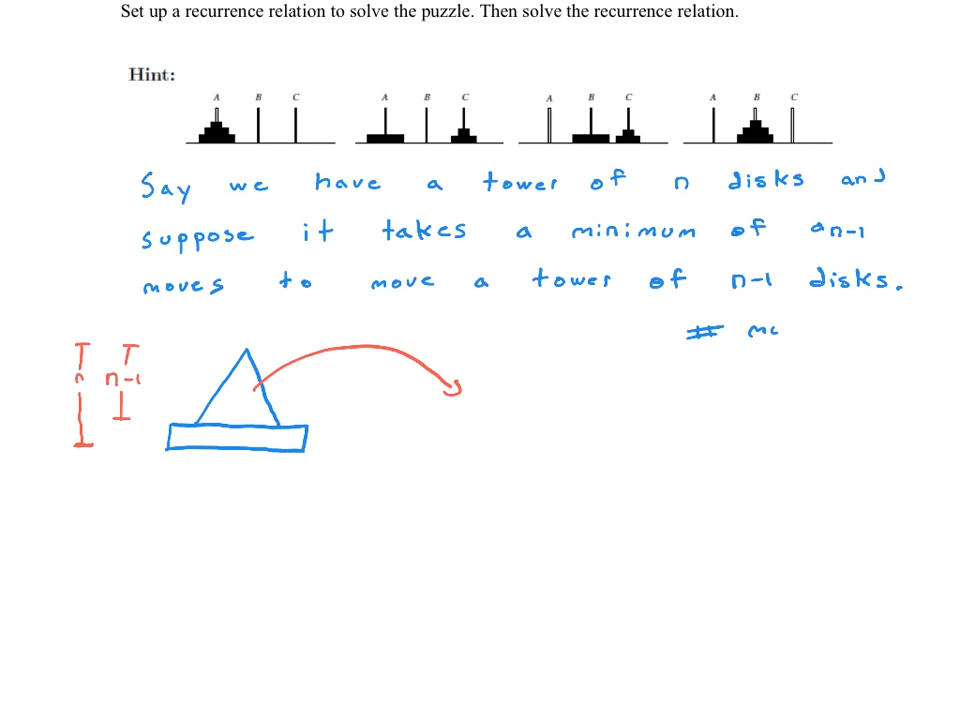 Set up a recurrence relation to solve the puzzle. Then solve the recurrence relation.
Hint:
A B C A B C A B C A B C
Say we have a tower of n disks and
suppose it takes a minimum of an-1
moves to move a tower of n-1 disks.
# mc
n n-1